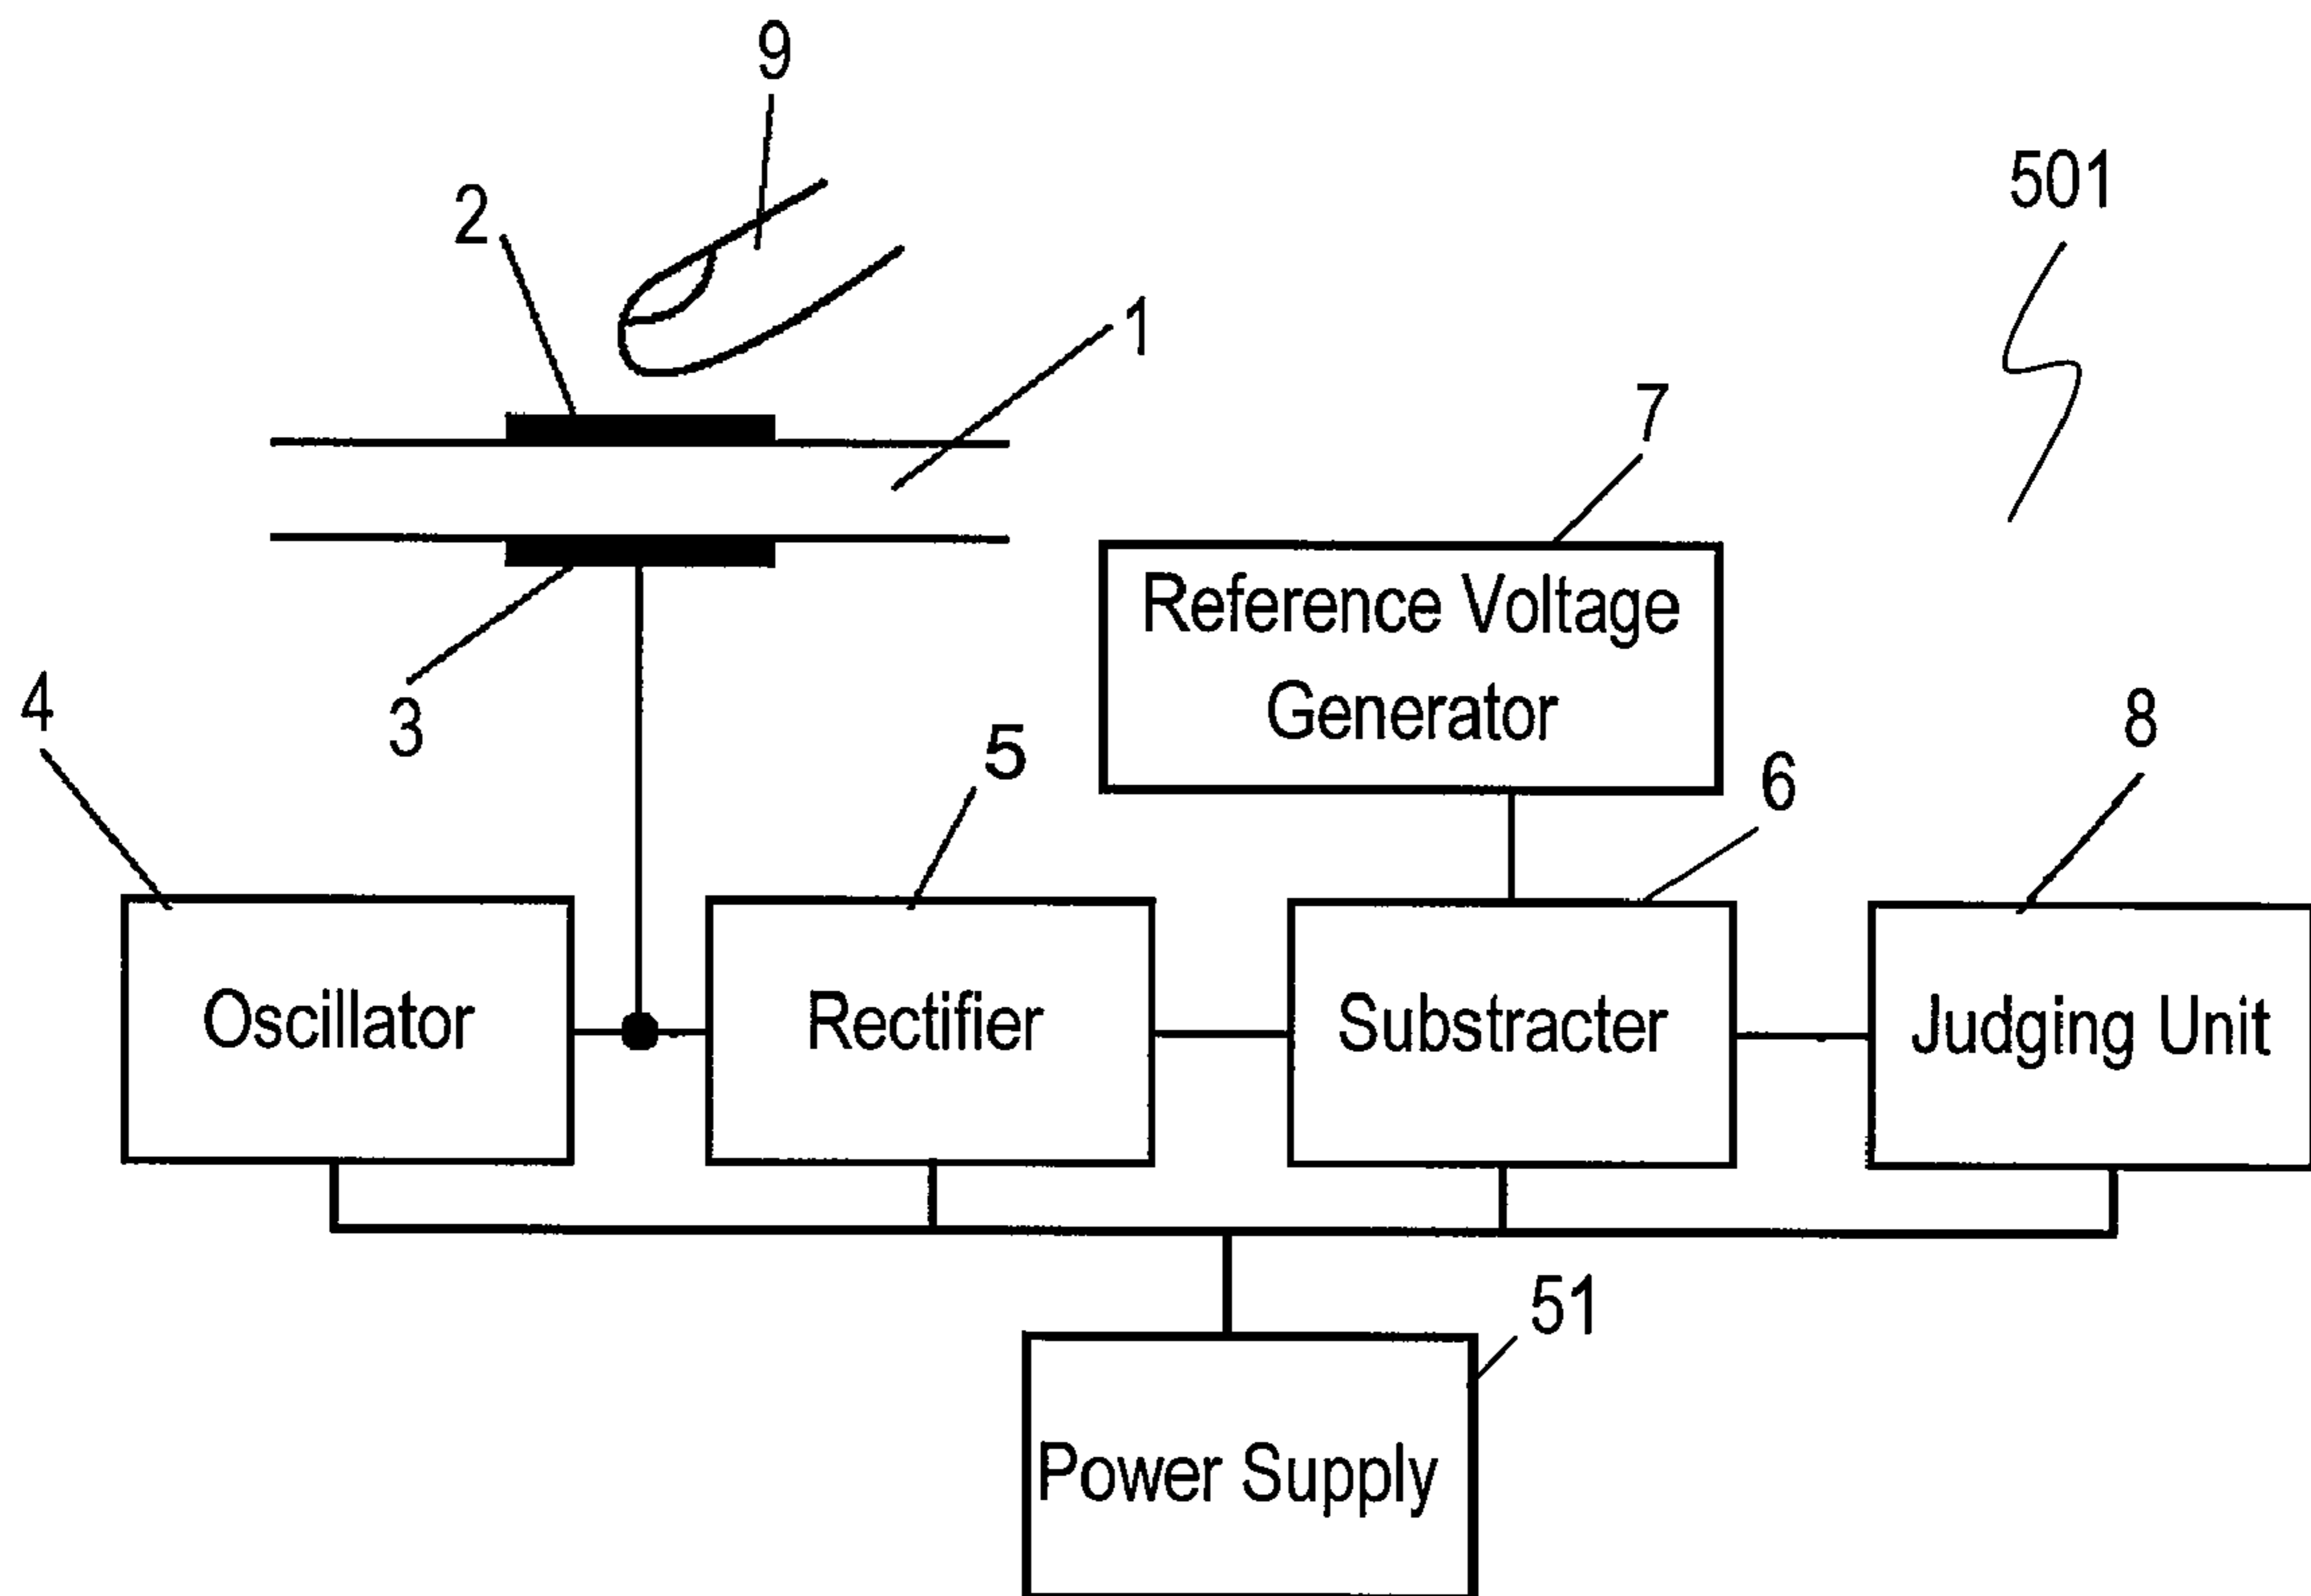 9
2
501
1
7
Reference Voltage
Generator
4
3
5
6
8
Oscillator
Rectifier
Substracter
Judging Unit
51
Power Supply